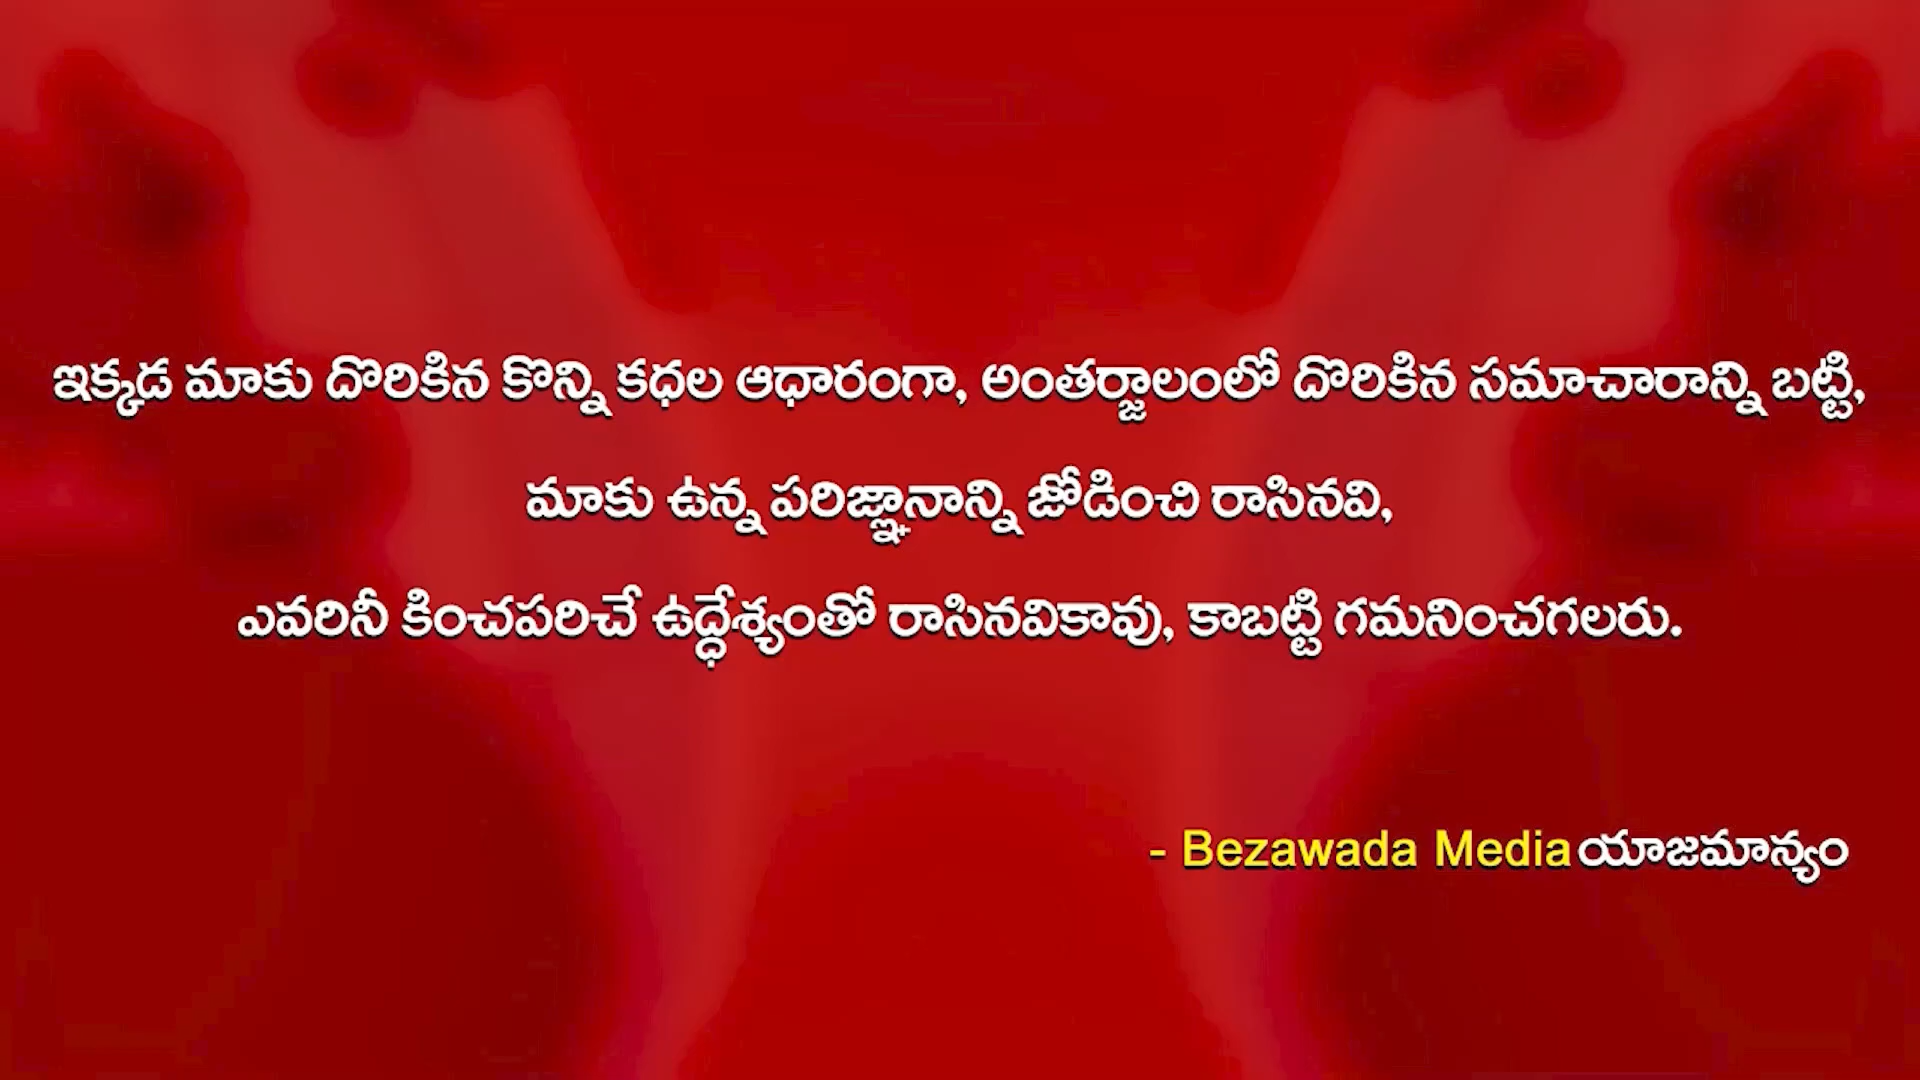 ఇక్కడ మాకు దొరికిన కొన్ని కధల ఆధారంగా, అంతర్జాలంలో దొరికిన సమాచారాన్ని బట్టి,
మాకు ఉన్న పరిజ్ఞానాన్ని జోడించి రాసినవి,
ఎవరినీ కించపరిచే ఉద్ధేశ్యంతో రాసినవికావు, కాబట్టి గమనించగలరు.
- Bezawada Media యాజమాన్యం